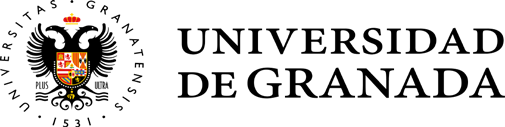 UNIVERSITAS · GRANATENSIS
· 1531 ·
PLUS ULTRA
UNIVERSIDAD
DE GRANADA